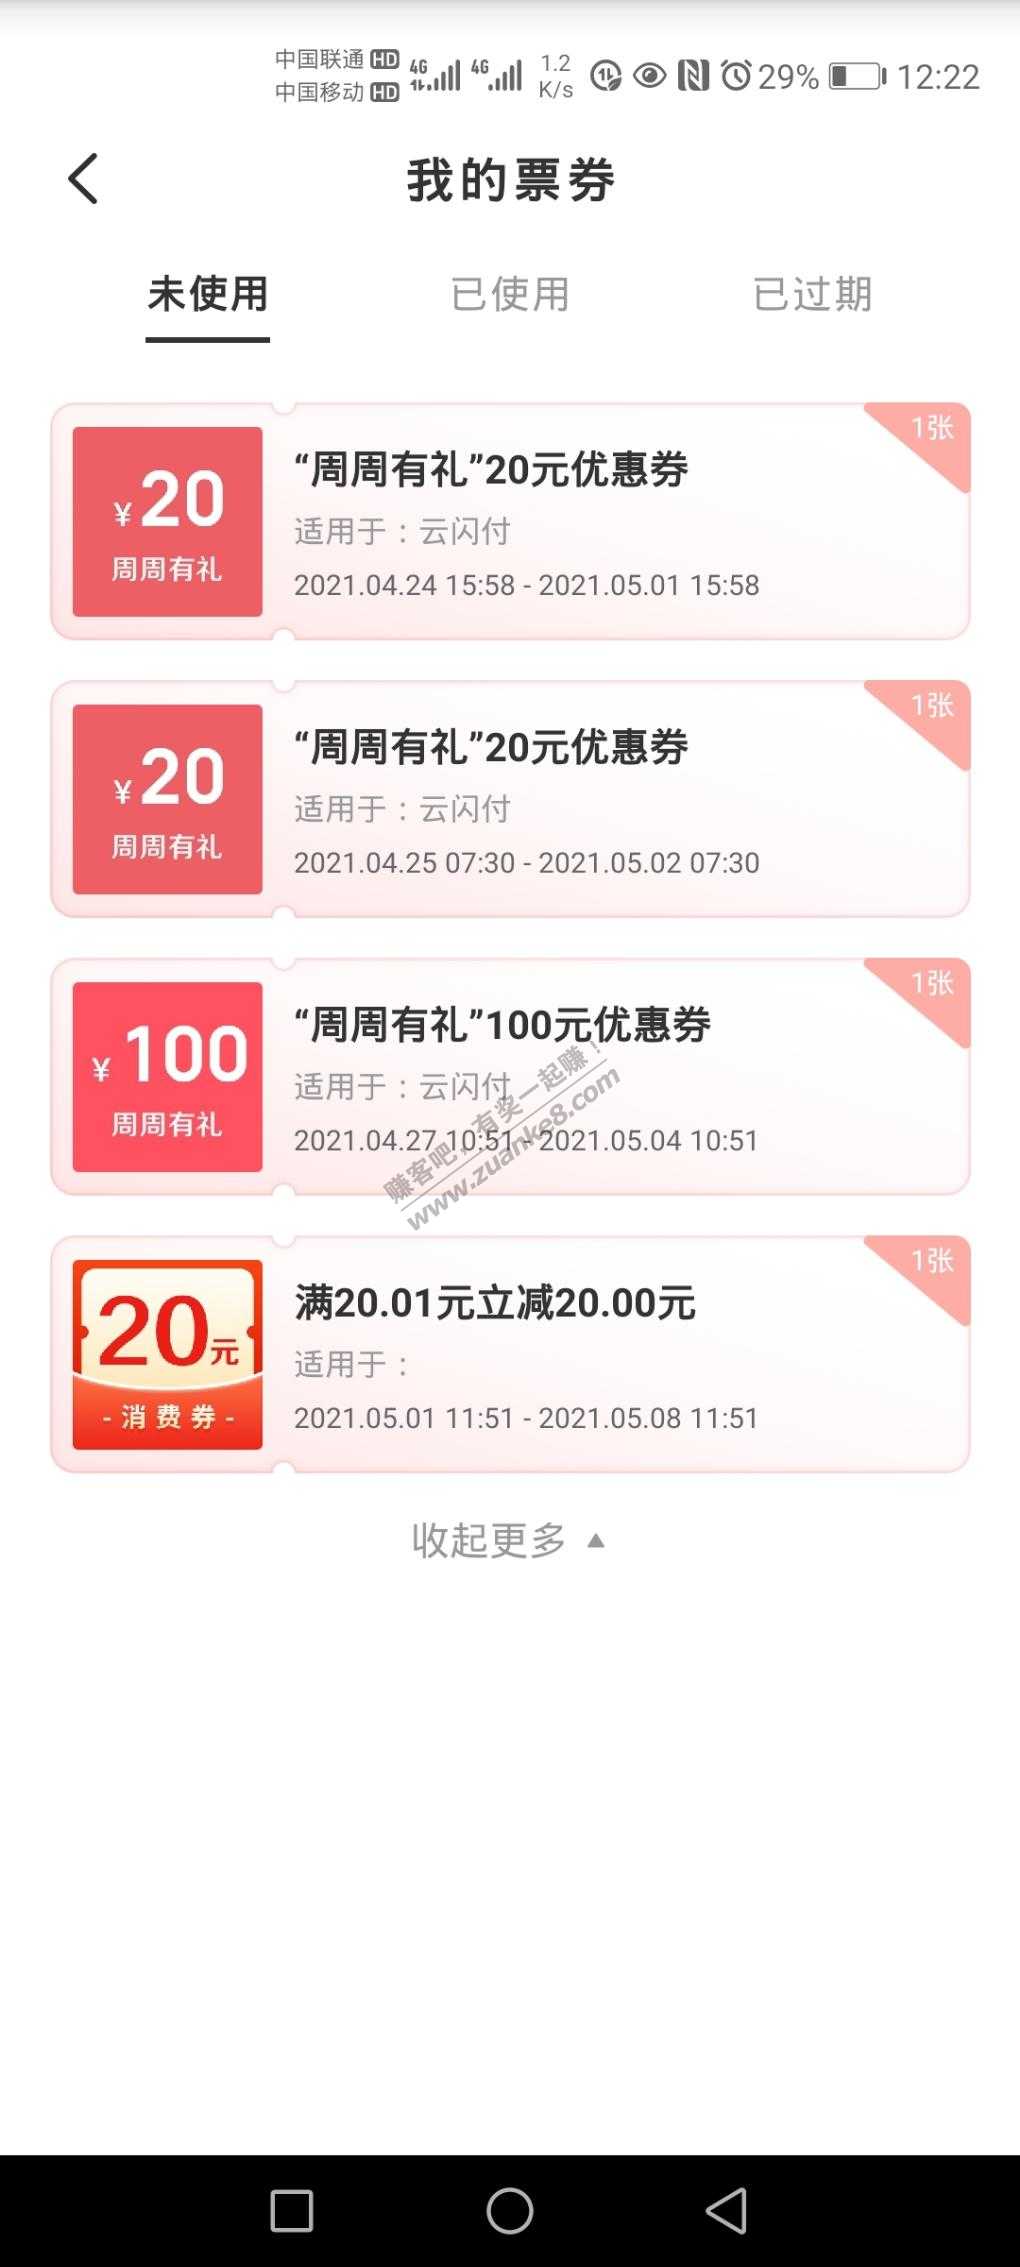 中国联通 HD 4G 4G 1.2 K/s 29% 12:22
中国移动 HD
我的票券
未使用 已使用 已过期
1张
¥20
周周有礼
“周周有礼”20元优惠券
适用于：云闪付
2021.04.24 15:58 - 2021.05.01 15:58
1张
¥20
周周有礼
“周周有礼”20元优惠券
适用于：云闪付
2021.04.25 07:30 - 2021.05.02 07:30
1张
¥100
周周有礼
“周周有礼”100元优惠券
适用于：云闪付
2021.04.27 10:51 - 2021.05.04 10:51
赚客吧，有奖一起赚！
www.zuanke8.com
1张
20元
- 消费券 -
满20.01元立减20.00元
适用于：
2021.05.01 11:51 - 2021.05.08 11:51
收起更多